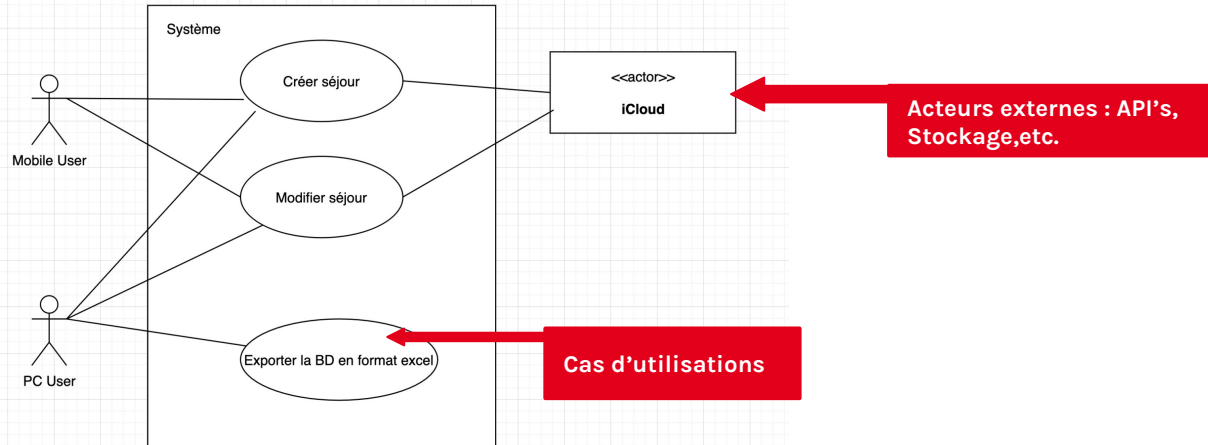 Système
Créer séjour
<<actor>>
iCloud
Acteurs externes : API's,
Stockage,etc.
Mobile User
Modifier séjour
Exporter la BD en format excel
Cas d'utilisations
PC User